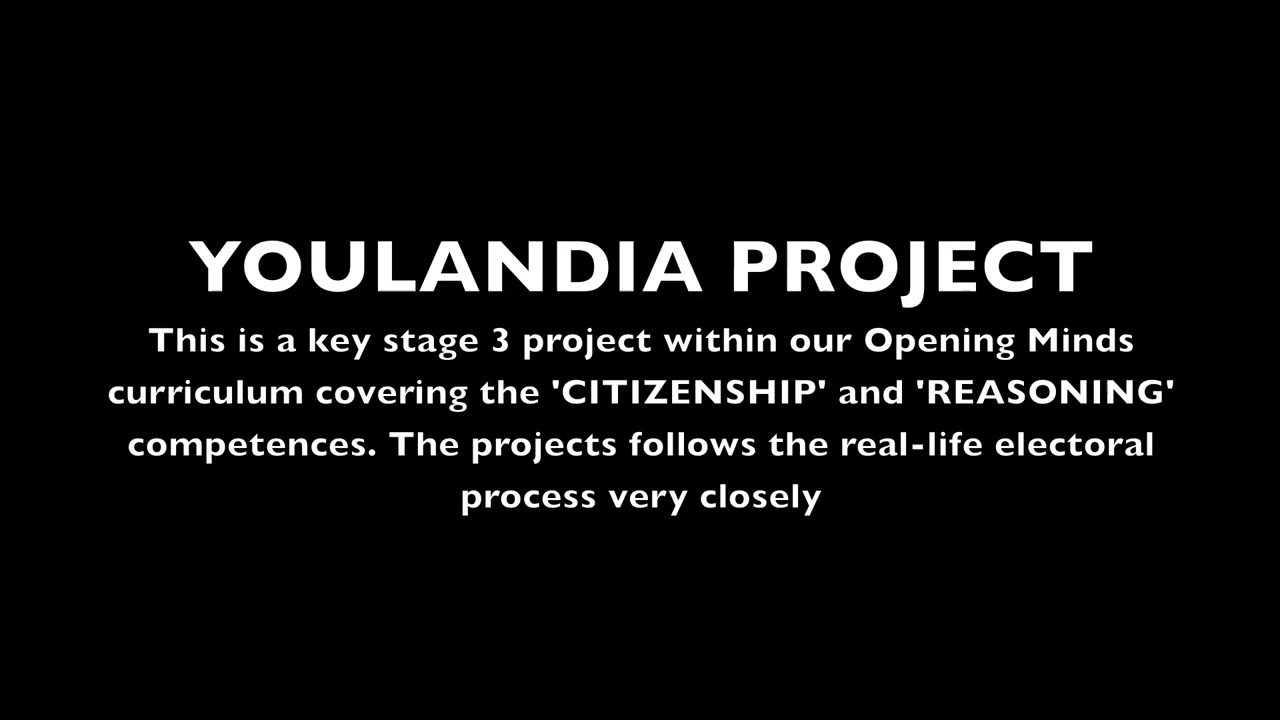 YOULANDIA PROJECT
This is a key stage 3 project within our Opening Minds
curriculum covering the 'CITIZENSHIP' and 'REASONING'
competences. The projects follows the real-life electoral
process very closely